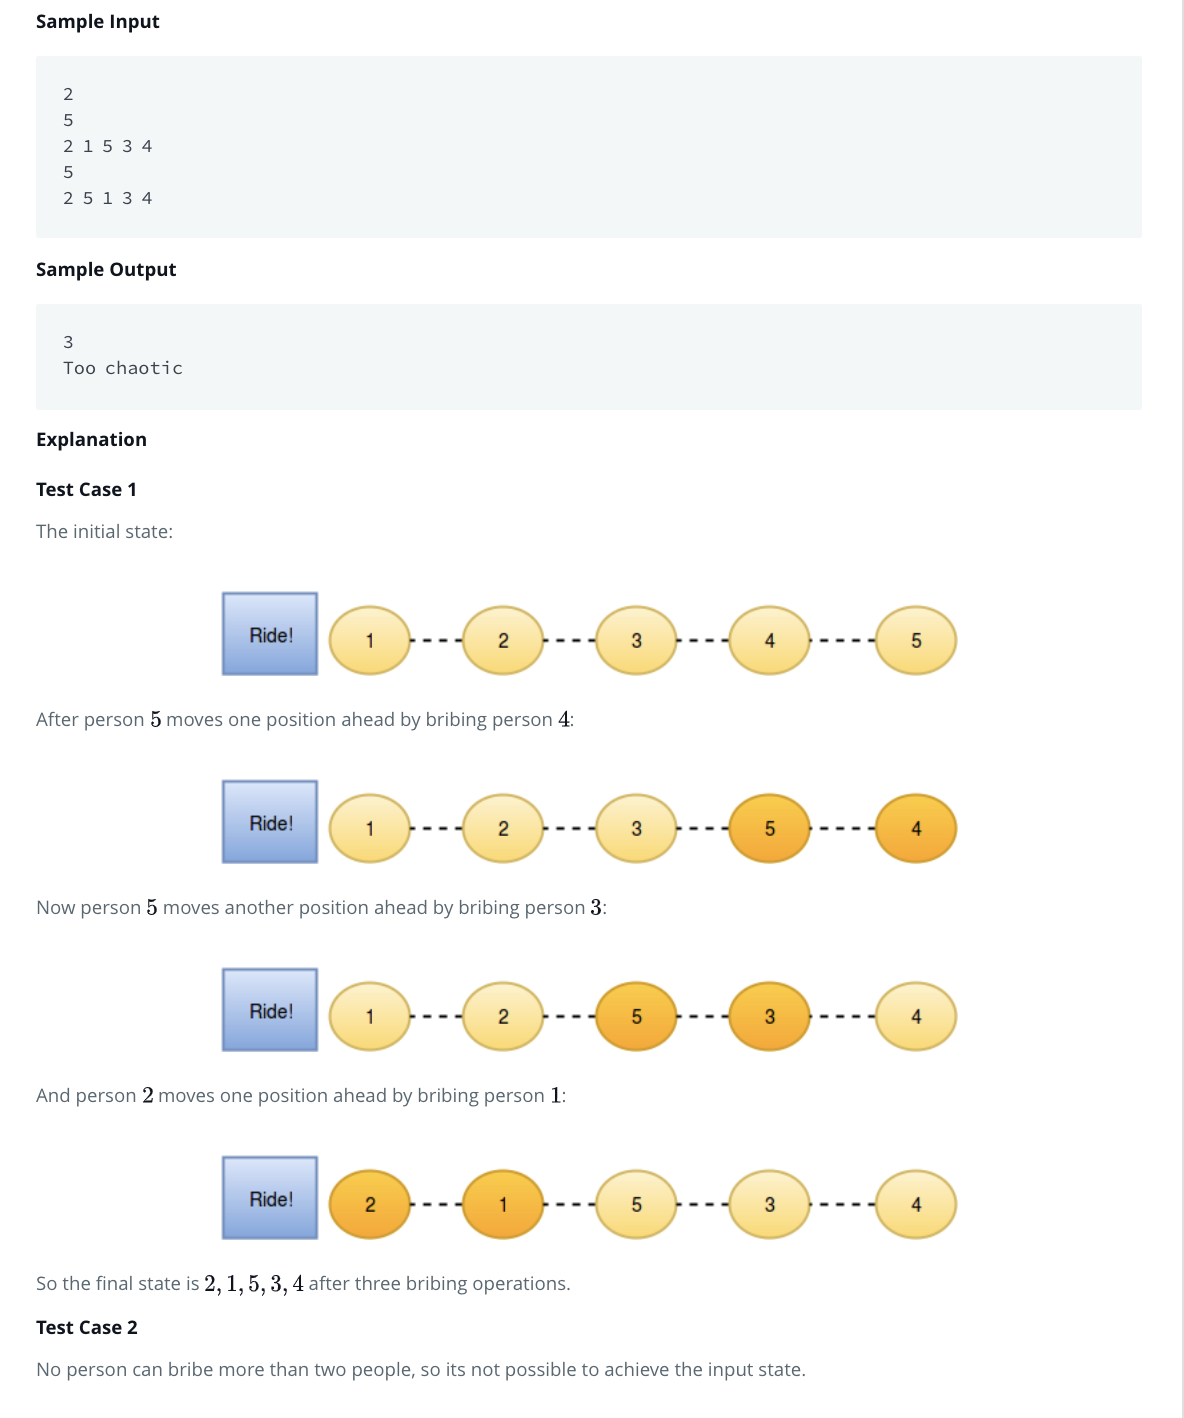 Sample Input
2
5
2 1 5 3 4
5
2 5 1 3 4
Sample Output
3
Too chaotic
Explanation
Test Case 1
The initial state:
Ride! 1 2 3 4 5
After person 5 moves one position ahead by bribing person 4:
Ride! 1 2 3 5 4
Now person 5 moves another position ahead by bribing person 3:
Ride! 1 2 5 3 4
And person 2 moves one position ahead by bribing person 1:
Ride! 2 1 5 3 4
So the final state is 2, 1, 5, 3, 4 after three bribing operations.
Test Case 2
No person can bribe more than two people, so its not possible to achieve the input state.